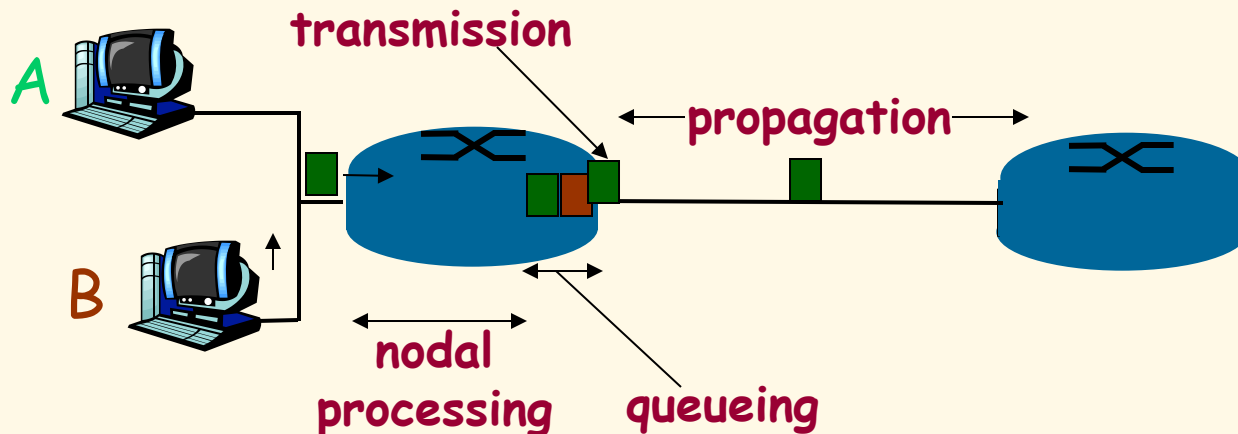 transmission
A
propagation
B
nodal
processing
queueing